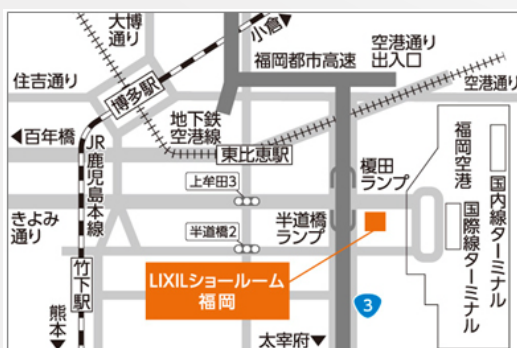 大博
通り
小倉▶
福岡都市高速
空港通り
出入口
住吉通り
博多駅
空港通り
地下鉄
空港線
◀百年橋
東比恵駅
JR鹿児島本線
榎田
ランプ
福岡空港
国内線ターミナル
国際線ターミナル
上牟田3
きよみ
通り
半道橋2
半道橋
ランプ
竹下駅
LIXILショールーム
福岡
3
熊本
▼
太宰府▼